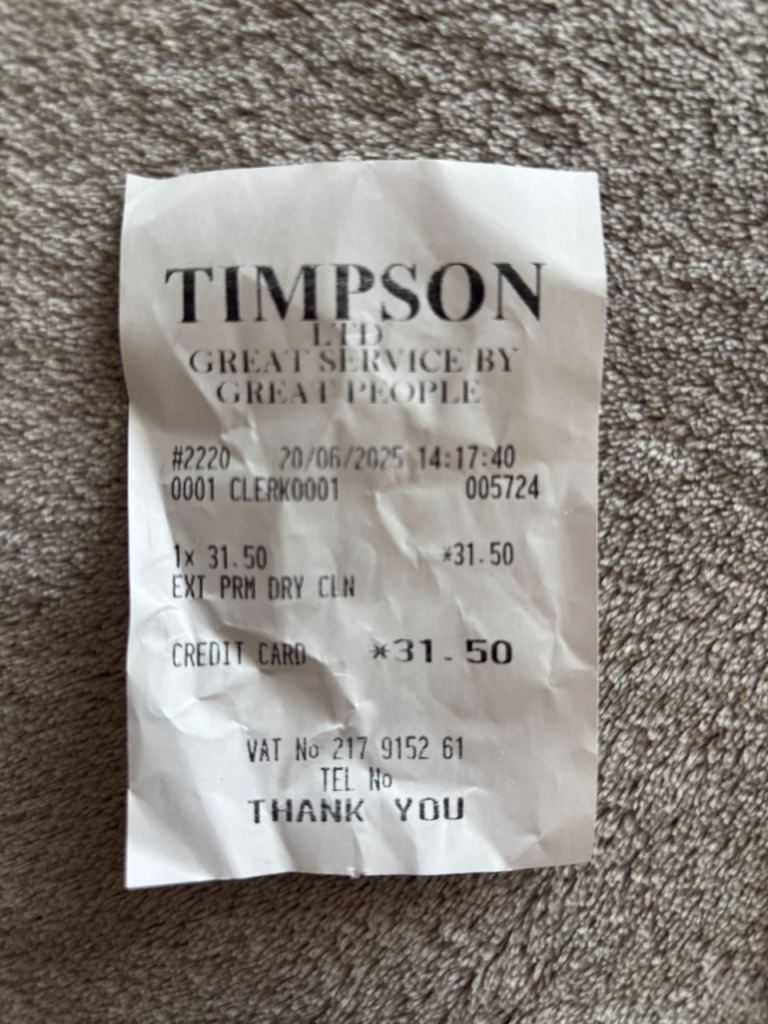 TIMPSON
LTD
GREAT SERVICE BY
GREAT PEOPLE
#2220 20/06/2025 14:17:40
0001 CLERK0001 005724
1x 31.50 *31.50
EXT PRM DRY CLN
CREDIT CARD *31.50
VAT No 217 9152 61
TEL No
THANK YOU